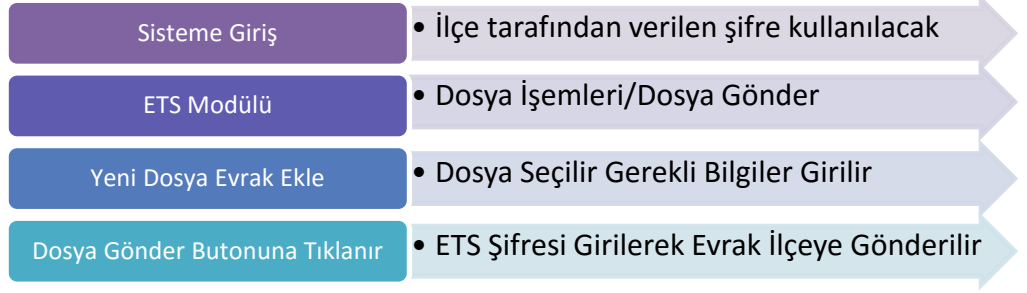 Sisteme Giriş
• İlçe tarafından verilen şifre kullanılacak
ETS Modülü
• Dosya İşemleri/Dosya Gönder
Yeni Dosya Evrak Ekle
• Dosya Seçilir Gerekli Bilgiler Girilir
Dosya Gönder Butonuna Tıklanır
• ETS Şifresi Girilerek Evrak İlçeye Gönderilir